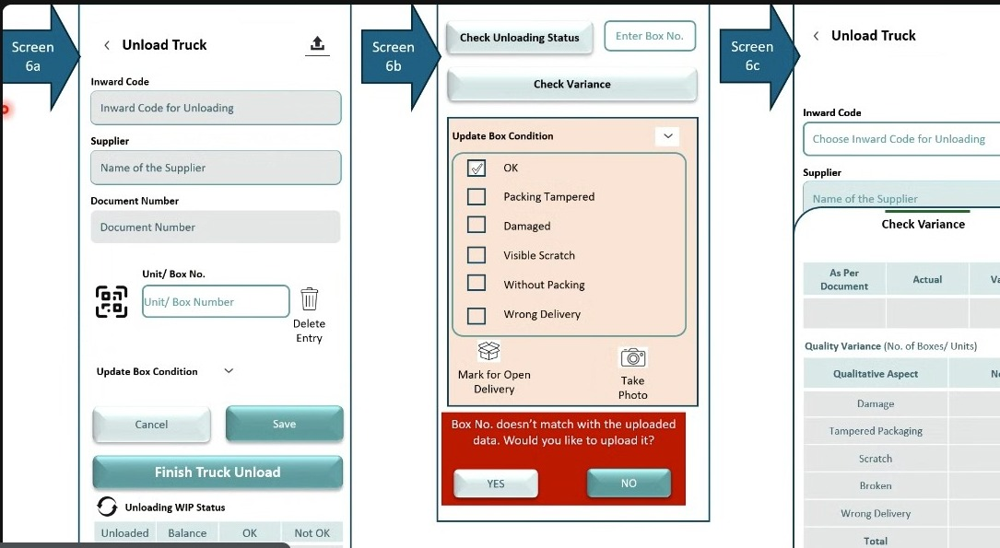 Screen
6a
Unload Truck
Inward Code
Inward Code for Unloading
Supplier
Name of the Supplier
Document Number
Document Number
Unit/ Box No.
Unit/ Box Number
Delete
Entry
Update Box Condition
Cancel
Save
Finish Truck Unload
Unloading WIP Status
Unloaded
Balance
OK
Not OK
Screen
6b
Check Unloading Status
Enter Box No.
Check Variance
Update Box Condition
OK
Packing Tampered
Damaged
Visible Scratch
Without Packing
Wrong Delivery
Mark for Open
Delivery
Take
Photo
Box No. doesn't match with the uploaded
data. Would you like to upload it?
YES
NO
Screen
6c
Unload Truck
Inward Code
Choose Inward Code for Unloading
Supplier
Name of the Supplier
Check Variance
As Per
Document
Actual
Quality Variance (No. of Boxes/ Units)
Qualitative Aspect
Damage
Tampered Packaging
Scratch
Broken
Wrong Delivery
Total